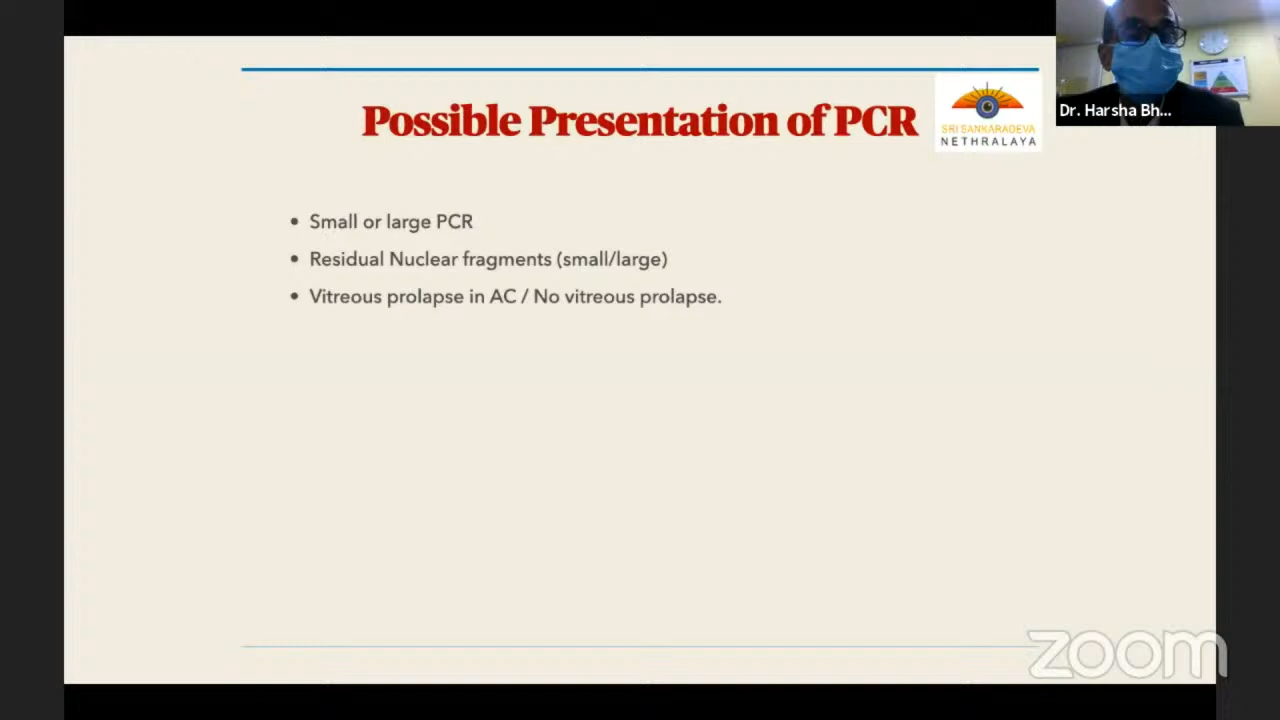 Possible Presentation of PCR
SRI SANKARADEVA
NETHRALAYA
Dr. Harsha Bh...
• Small or large PCR
• Residual Nuclear fragments (small/large)
• Vitreous prolapse in AC / No vitreous prolapse.
zoom